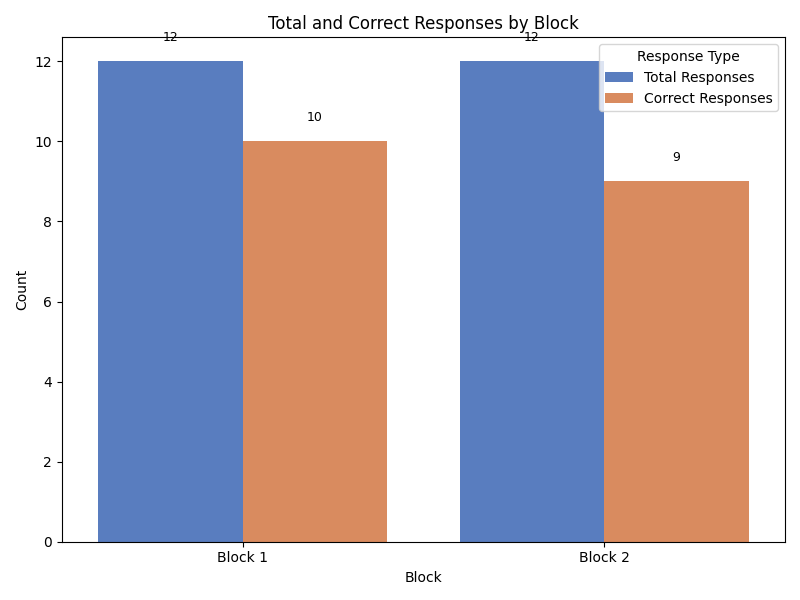 Total and Correct Responses by Block
12
12
Response Type
Total Responses
Correct Responses
10
9
12
10
8
6
4
2
0
Count
Block 1
Block 2
Block